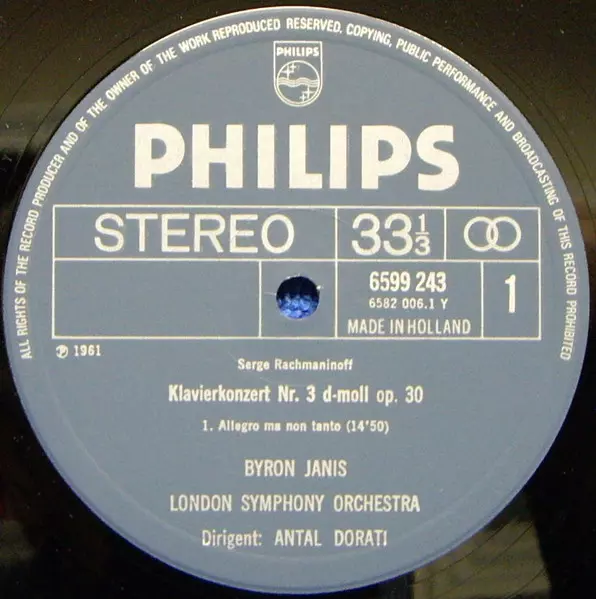 ALL RIGHTS OF THE RECORD PRODUCER AND OF THE OWNER OF THE WORK REPRODUCED RESERVED. COPYING, PUBLIC PERFORMANCE AND BROADCASTING OF THIS RECORD PROHIBITED
PHILIPS
PHILIPS
STEREO 33 1/3
6599 243 1
6582 006.1 Y
MADE IN HOLLAND
℗ 1961
Serge Rachmaninoff
Klavierkonzert Nr. 3 d-moll op. 30
1. Allegro ma non tanto (14'50)
BYRON JANIS
LONDON SYMPHONY ORCHESTRA
Dirigent: ANTAL DORATI